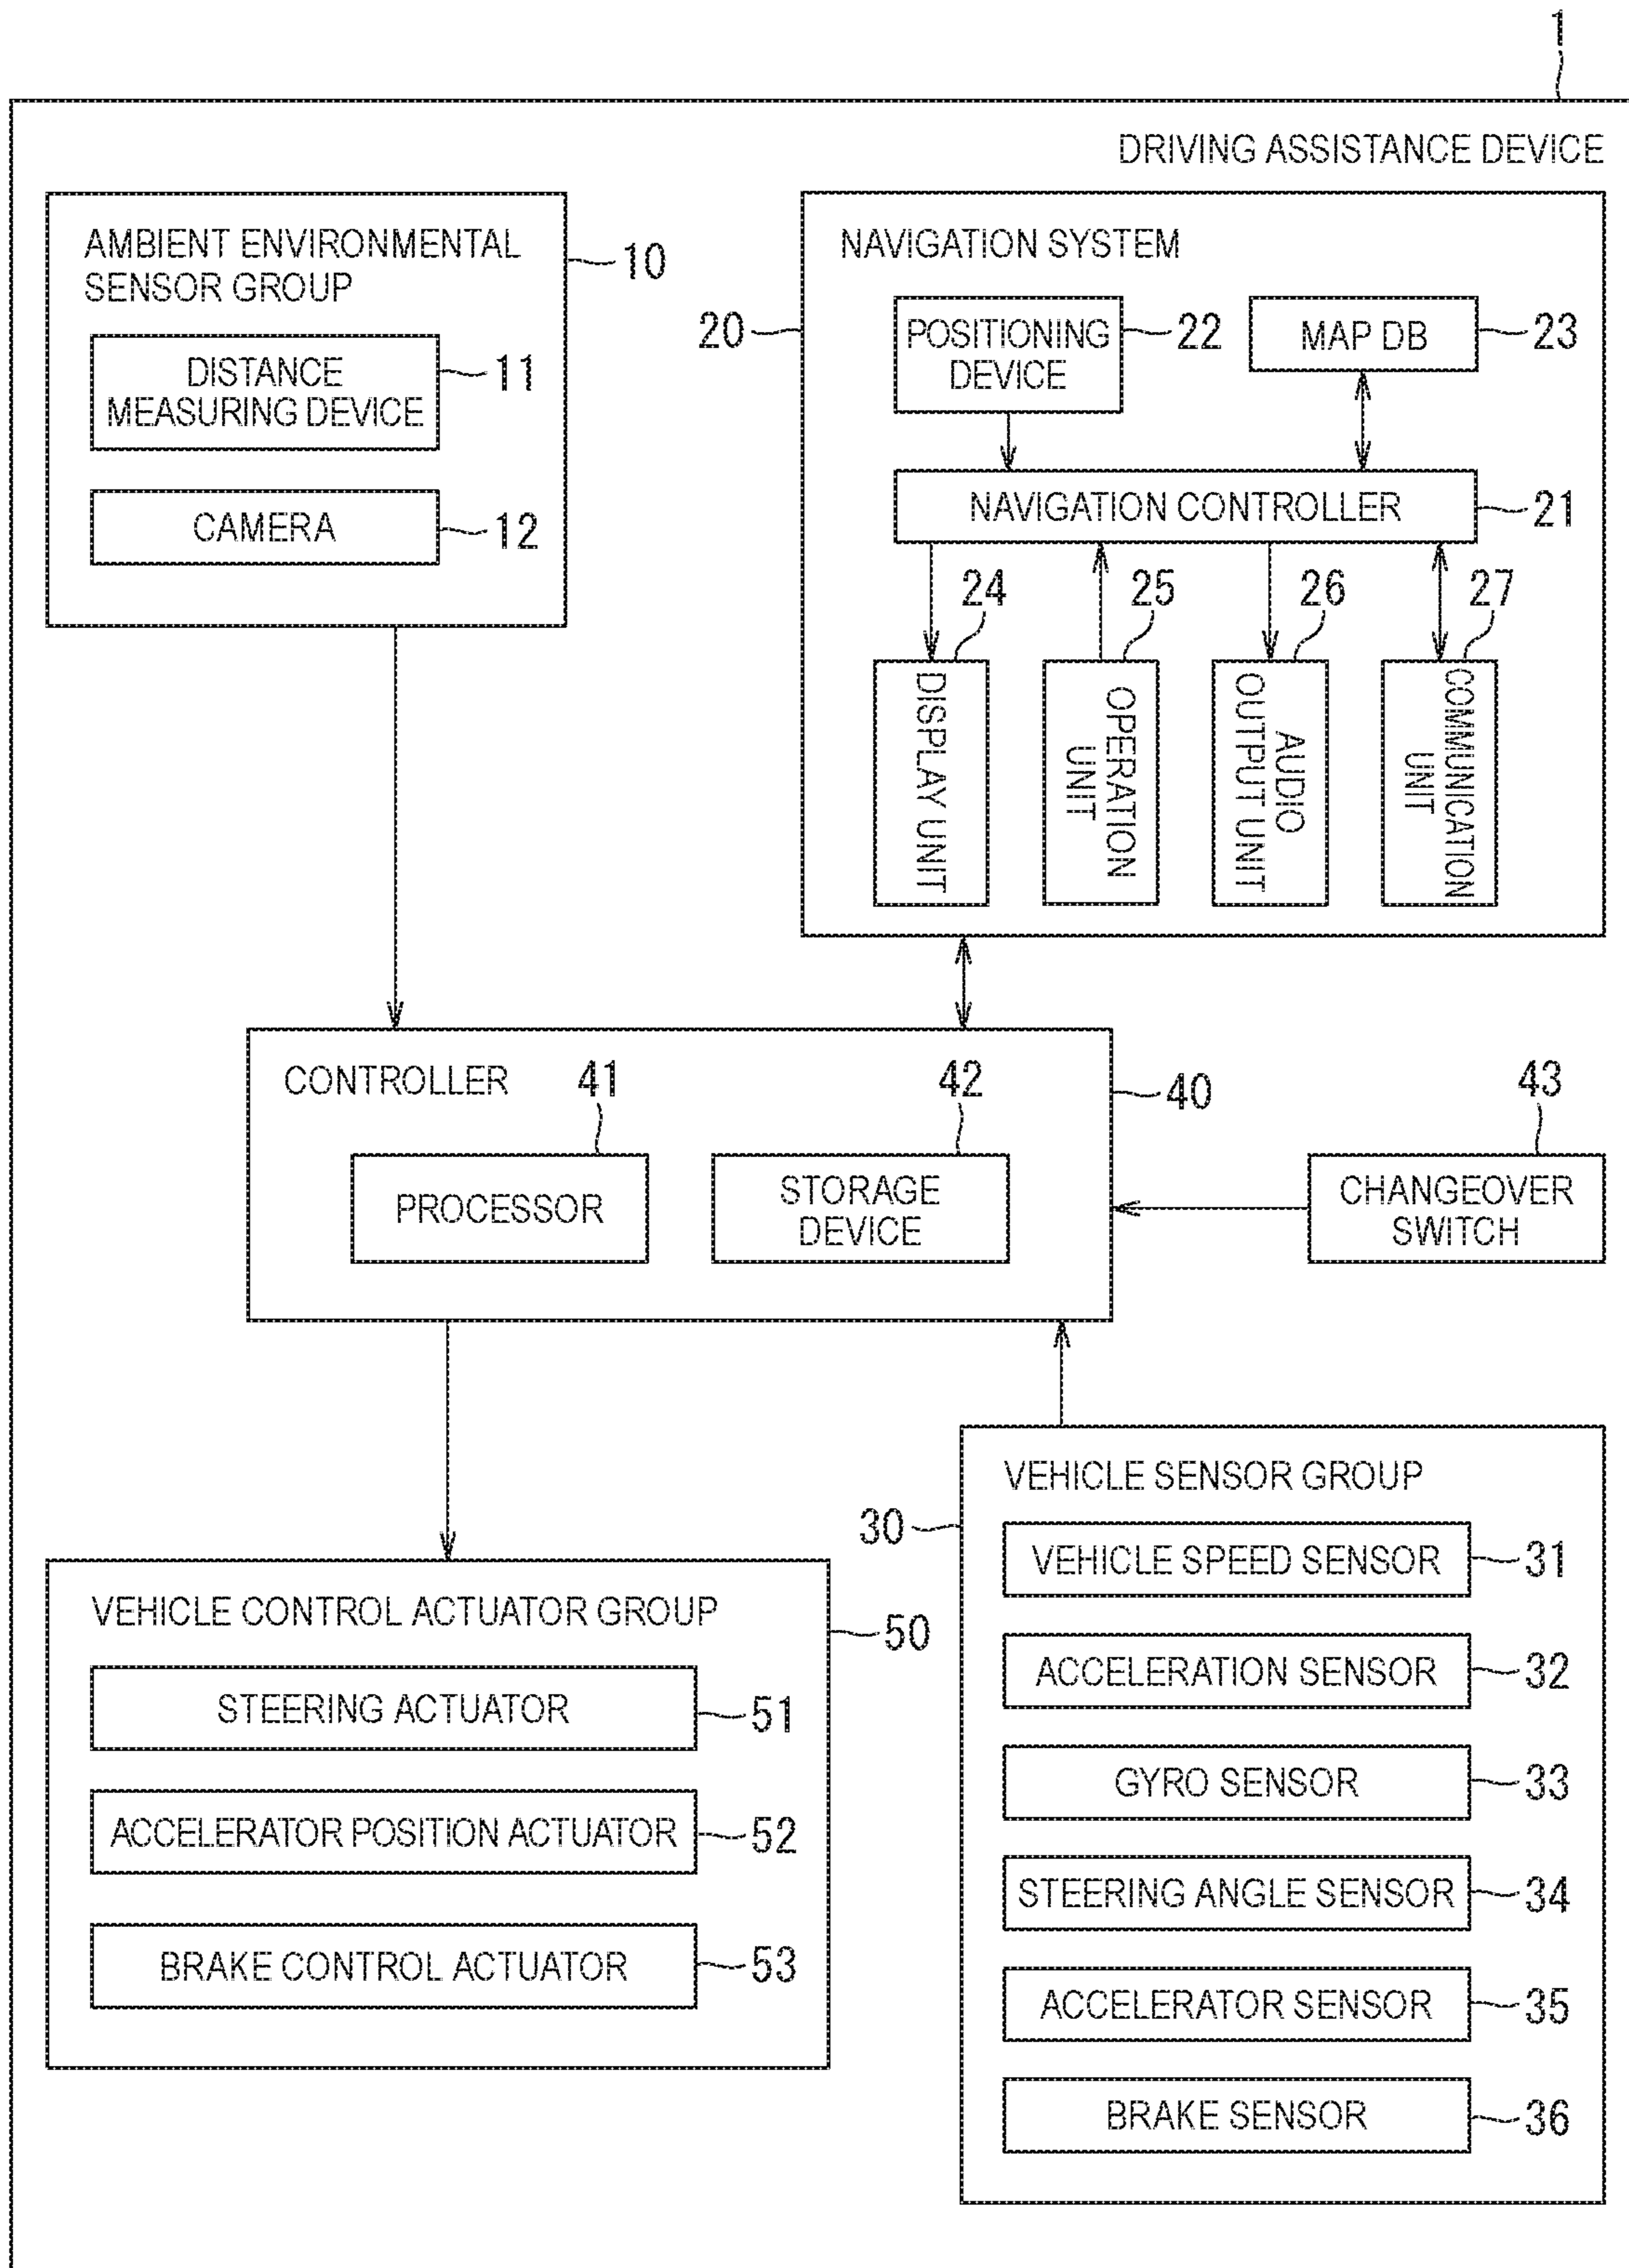 1
DRIVING ASSISTANCE DEVICE
AMBIENT ENVIRONMENTAL
SENSOR GROUP
10
DISTANCE
MEASURING DEVICE
11
CAMERA
12
NAVIGATION SYSTEM
20
POSITIONING
DEVICE
22
MAP DB
23
NAVIGATION CONTROLLER
21
24
25
26
27
DISPLAY UNIT
OPERATION
UNIT
AUDIO
OUTPUT UNIT
COMMUNICATION
UNIT
CONTROLLER
41
42
40
43
PROCESSOR
STORAGE
DEVICE
CHANGEOVER
SWITCH
VEHICLE SENSOR GROUP
30
VEHICLE SPEED SENSOR
31
ACCELERATION SENSOR
32
GYRO SENSOR
33
STEERING ANGLE SENSOR
34
ACCELERATOR SENSOR
35
BRAKE SENSOR
36
VEHICLE CONTROL ACTUATOR GROUP
50
STEERING ACTUATOR
51
ACCELERATOR POSITION ACTUATOR
52
BRAKE CONTROL ACTUATOR
53